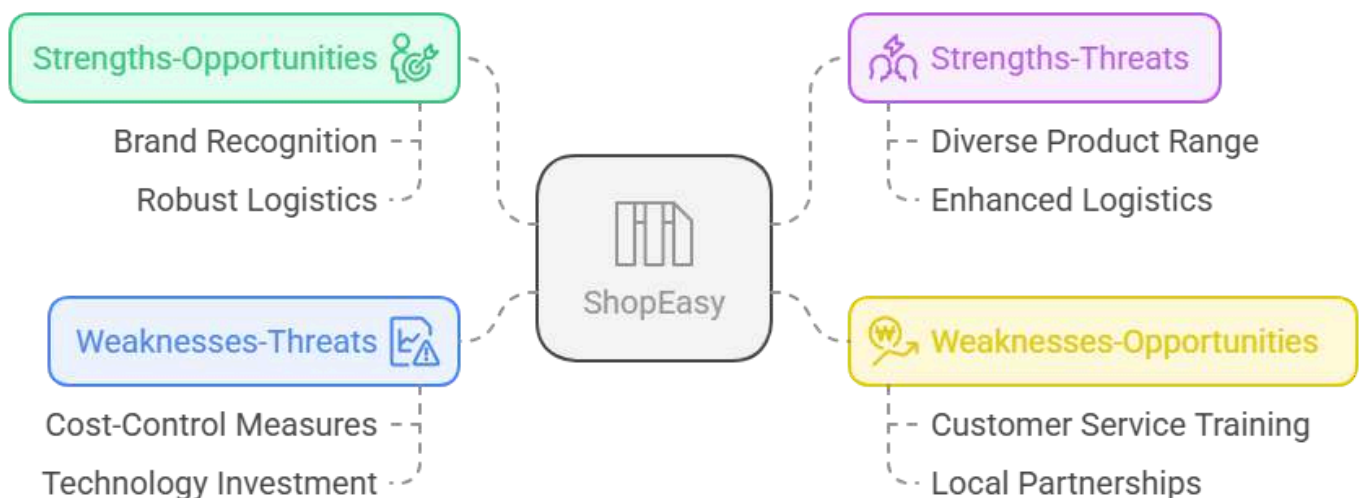 Strengths-Opportunities
Brand Recognition
Robust Logistics
Strengths-Threats
Diverse Product Range
Enhanced Logistics
ShopEasy
Weaknesses-Threats
Cost-Control Measures
Technology Investment
₩
Weaknesses-Opportunities
Customer Service Training
Local Partnerships